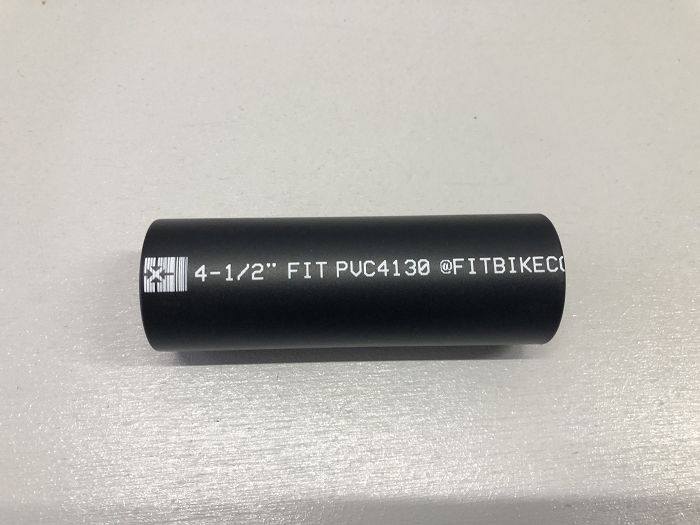 4-1/2" FIT PVC4130 @FITBIKECO